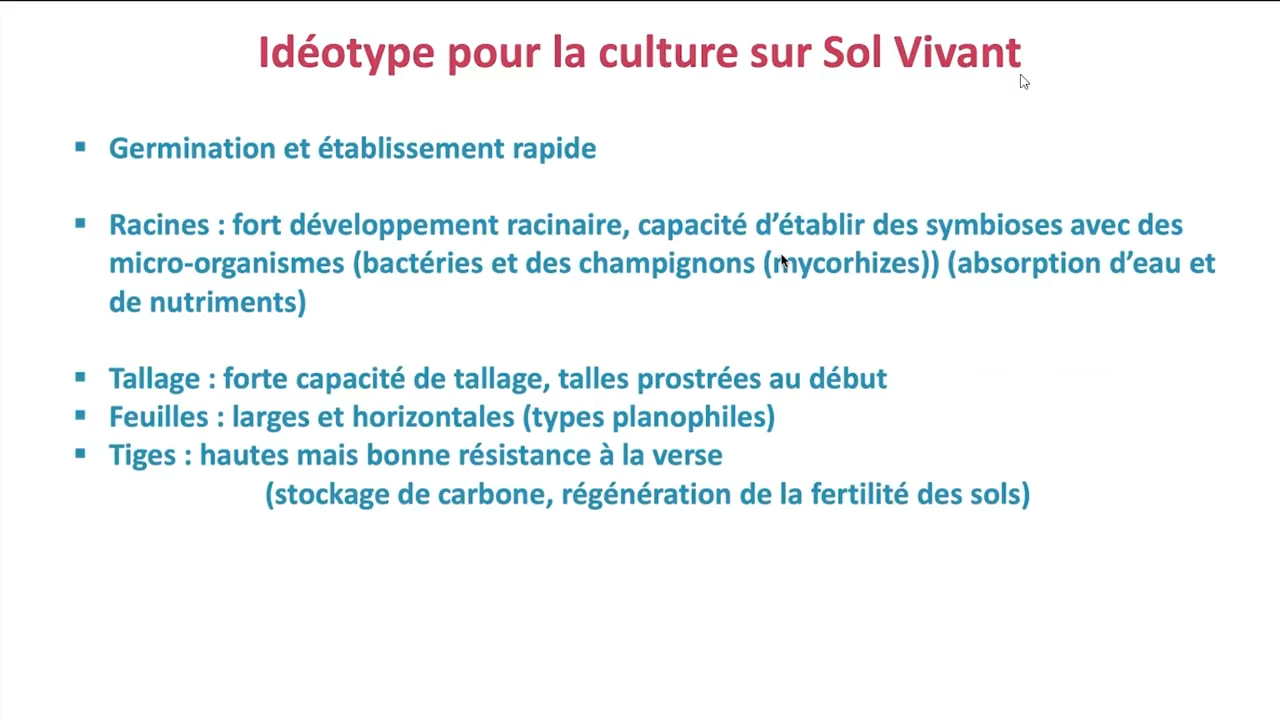 Idéotype pour la culture sur Sol Vivant
▪ Germination et établissement rapide
▪ Racines : fort développement racinaire, capacité d’établir des symbioses avec des
micro-organismes (bactéries et des champignons (mycorhizes)) (absorption d’eau et
de nutriments)
▪ Tallage : forte capacité de tallage, talles prostrées au début
▪ Feuilles : larges et horizontales (types planophiles)
▪ Tiges : hautes mais bonne résistance à la verse
(stockage de carbone, régénération de la fertilité des sols)